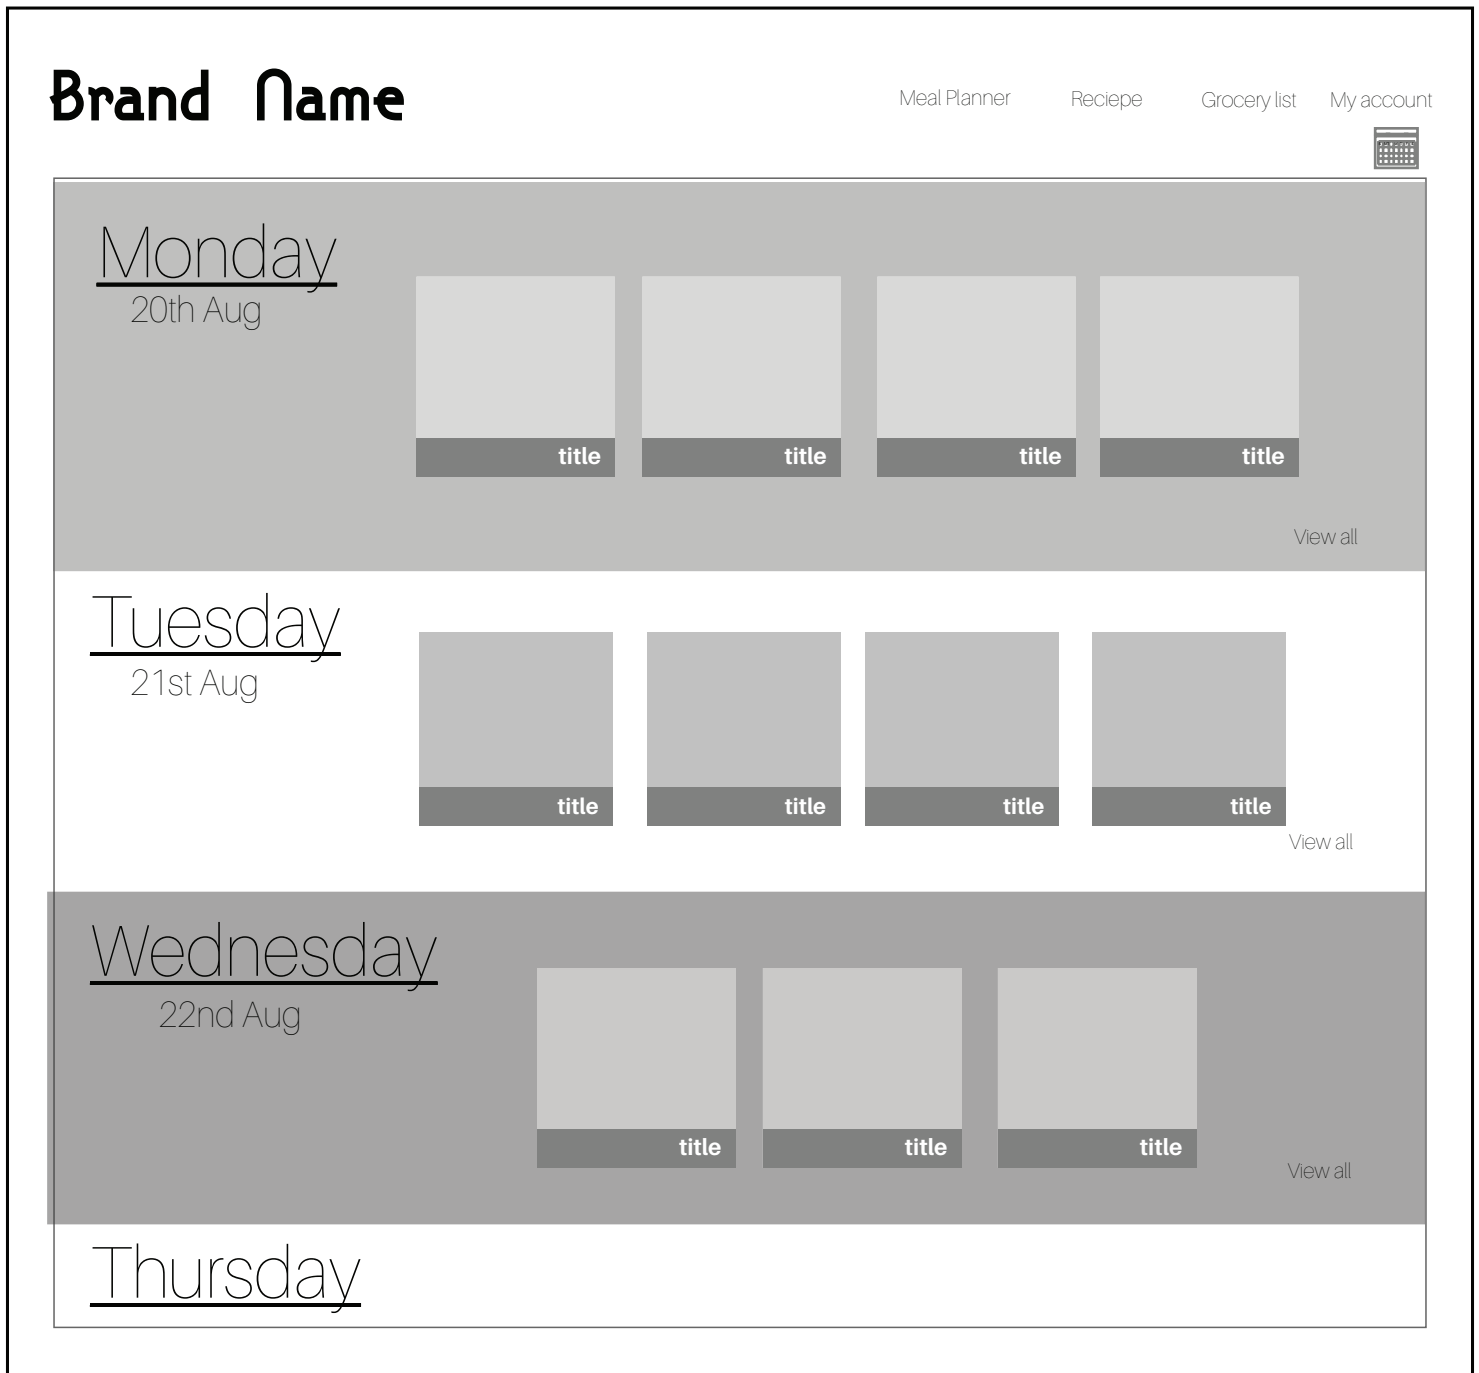 Brand Name
Meal Planner Reciepe Grocery list My account
Monday
20th Aug
title title title title
View all
Tuesday
21st Aug
title title title title
View all
Wednesday
22nd Aug
title title title
View all
Thursday